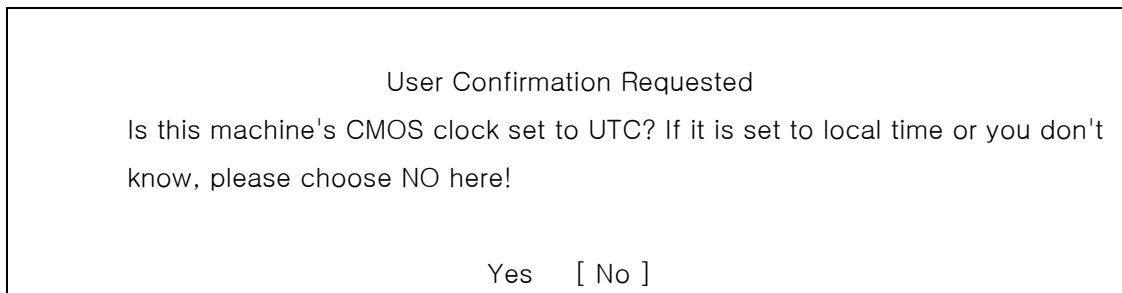 User Confirmation Requested
Is this machine's CMOS clock set to UTC? If it is set to local time or you don't
know, please choose NO here!
Yes [ No ]